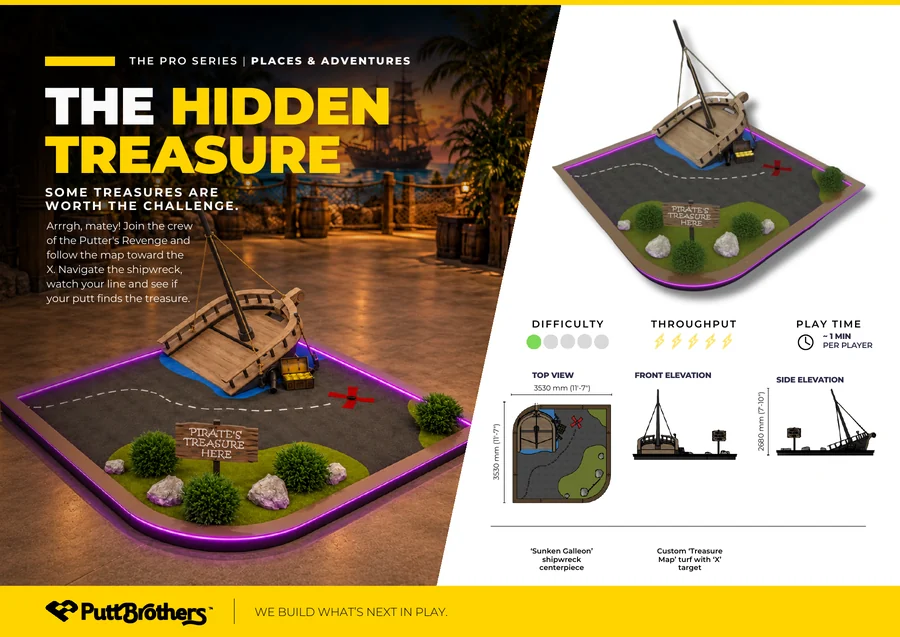 THE PRO SERIES | PLACES & ADVENTURES
THE HIDDEN
TREASURE
SOME TREASURES ARE
WORTH THE CHALLENGE.
Arrrgh, matey! Join the crew
of the Putter's Revenge and
follow the map toward the
X. Navigate the shipwreck,
watch your line and see if
your putt finds the treasure.
PIRATE'S
TREASURE
HERE
PIRATE'S
TREASURE
HERE
DIFFICULTY
THROUGHPUT
PLAY TIME
~ 1 MIN
PER PLAYER
TOP VIEW
3530 mm (11'-7")
3530 mm (11'-7")
FRONT ELEVATION
SIDE ELEVATION
2680 mm (7'-10")
'Sunken Galleon'
shipwreck
centerpiece
Custom 'Treasure
Map' turf with 'X'
target
PuttBrothers™
WE BUILD WHAT'S NEXT IN PLAY.